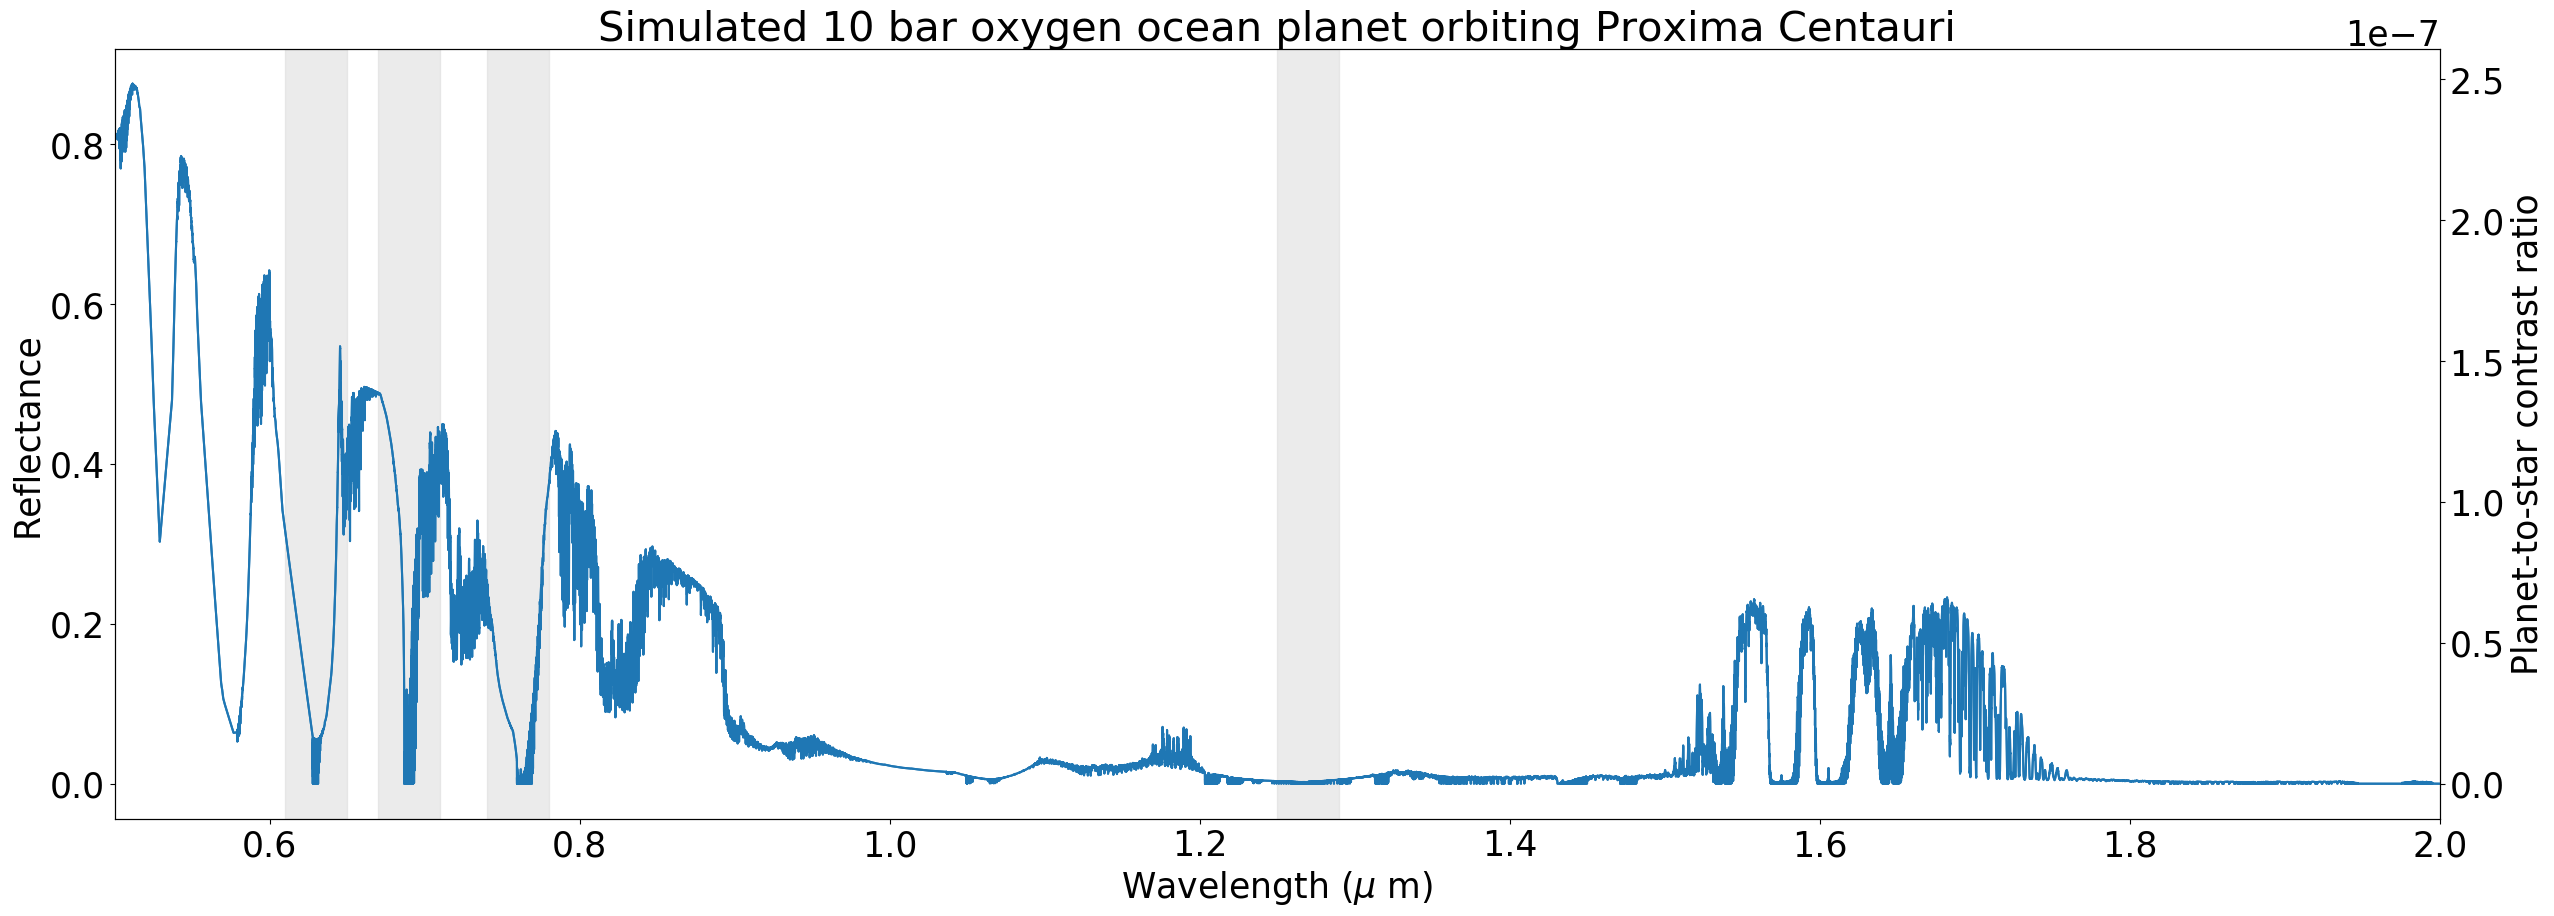 Simulated 10 bar oxygen ocean planet orbiting Proxima Centauri
1e−7
Reflectance
0.8
0.6
0.4
0.2
0.0
2.5
2.0
1.5
1.0
0.5
0.0
Planet-to-star contrast ratio
0.6 0.8 1.0 1.2 1.4 1.6 1.8 2.0
Wavelength (μ m)